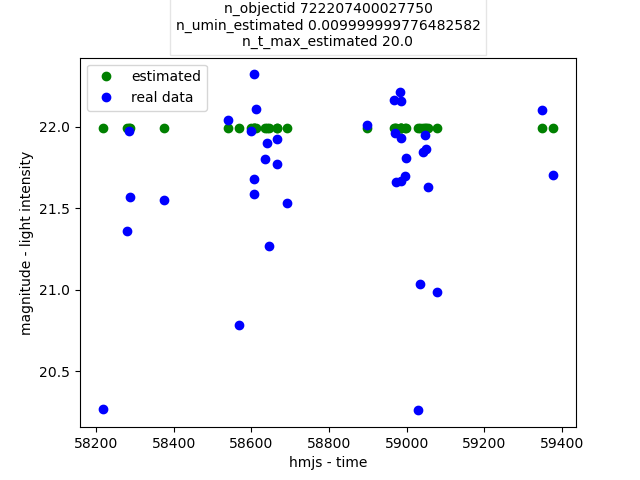 n_objectid 722207400027750
n_umin_estimated 0.009999999776482582
n_t_max_estimated 20.0
estimated
real data
22.0
21.5
21.0
20.5
magnitude - light intensity
58200 58400 58600 58800 59000 59200 59400
hmjs - time